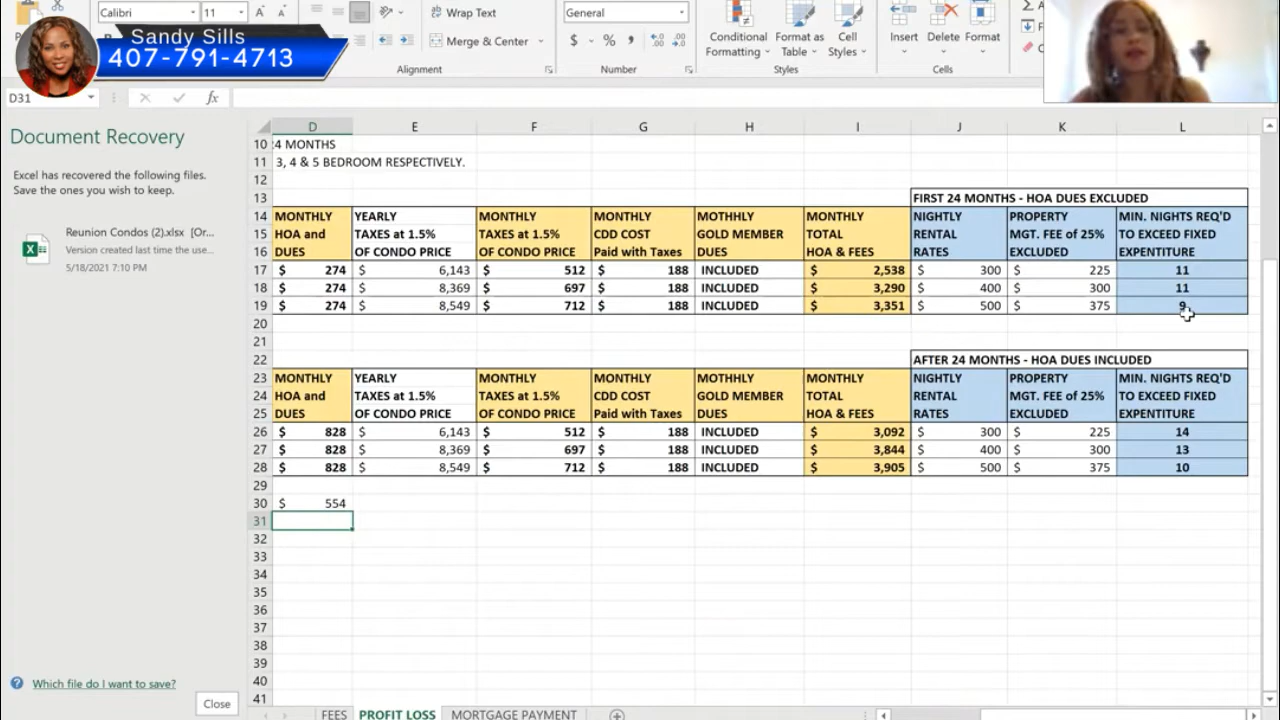 Sandy Sills
407-791-4713
Calibri 11 A A Wrap Text General
Merge & Center $ % Conditional Formatting Format as Table Cell Styles Insert Delete Format
Alignment Number Styles Cells
D31 fx
Document Recovery
Excel has recovered the following files.
Save the ones you wish to keep.
Reunion Condos (2).xlsx [Or...
Version created last time the use...
5/18/2021 7:10 PM
Which file do I want to save?
Close
D E F G H I J K L
10 24 MONTHS
11 3, 4 & 5 BEDROOM RESPECTIVELY.
12
13 FIRST 24 MONTHS - HOA DUES EXCLUDED
14 MONTHLY YEARLY MONTHLY MONTHLY MOTHHLY MONTHLY NIGHTLY PROPERTY MIN. NIGHTS REQ'D
15 HOA and TAXES at 1.5% TAXES at 1.5% CDD COST GOLD MEMBER TOTAL RENTAL MGT. FEE of 25% TO EXCEED FIXED
16 DUES OF CONDO PRICE OF CONDO PRICE Paid with Taxes DUES HOA & FEES RATES EXCLUDED EXPENTITURE
17 $ 274 $ 6,143 $ 512 $ 188 INCLUDED $ 2,538 $ 300 $ 225 11
18 $ 274 $ 8,369 $ 697 $ 188 INCLUDED $ 3,290 $ 400 $ 300 11
19 $ 274 $ 8,549 $ 712 $ 188 INCLUDED $ 3,351 $ 500 $ 375 9
20
21
22 AFTER 24 MONTHS - HOA DUES INCLUDED
23 MONTHLY YEARLY MONTHLY MONTHLY MOTHHLY MONTHLY NIGHTLY PROPERTY MIN. NIGHTS REQ'D
24 HOA and TAXES at 1.5% TAXES at 1.5% CDD COST GOLD MEMBER TOTAL RENTAL MGT. FEE of 25% TO EXCEED FIXED
25 DUES OF CONDO PRICE OF CONDO PRICE Paid with Taxes DUES HOA & FEES RATES EXCLUDED EXPENTITURE
26 $ 828 $ 6,143 $ 512 $ 188 INCLUDED $ 3,092 $ 300 $ 225 14
27 $ 828 $ 8,369 $ 697 $ 188 INCLUDED $ 3,844 $ 400 $ 300 13
28 $ 828 $ 8,549 $ 712 $ 188 INCLUDED $ 3,905 $ 500 $ 375 10
29
30 $ 554
31
32
33
34
35
36
37
38
39
40
41
FEES PROFIT LOSS MORTGAGE PAYMENT